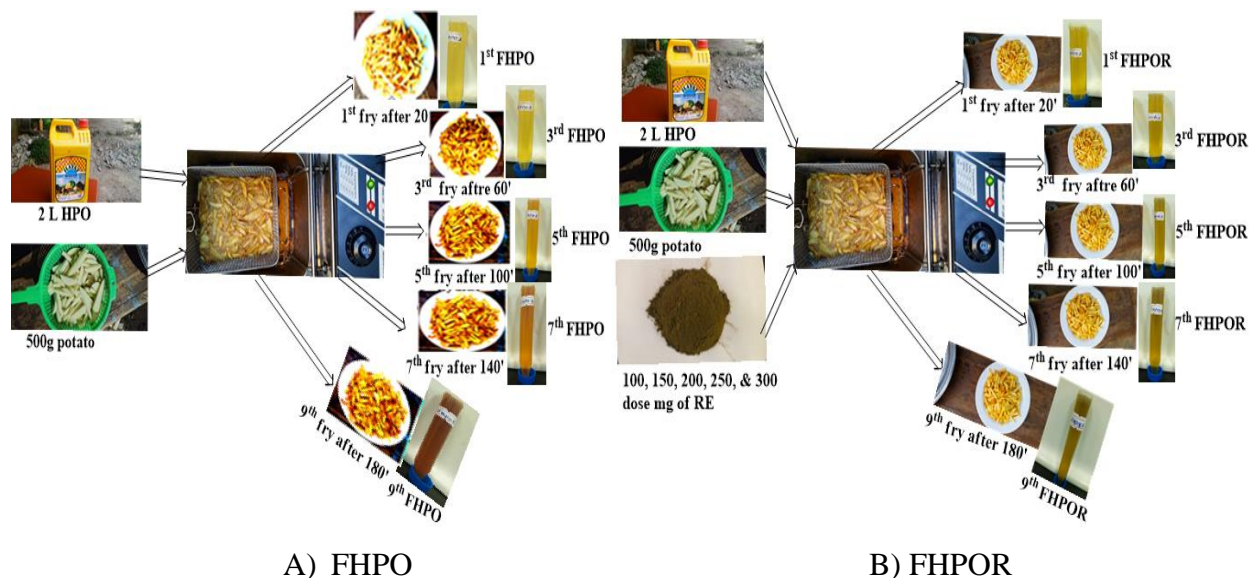 2 L HPO
500g potato
1st fry after 20
1st FHPO
3rd fry aftre 60'
3rd FHPO
5th fry after 100'
5th FHPO
7th fry after 140'
7th FHPO
9th fry after 180'
9th FHPO
A) FHPO
2 L HPO
500g potato
100, 150, 200, 250, & 300
dose mg of RE
1st fry after 20'
1st FHPOR
3rd fry aftre 60'
3rd FHPOR
5th fry after 100'
5th FHPOR
7th fry after 140'
7th FHPOR
9th fry after 180'
9th FHPOR
B) FHPOR